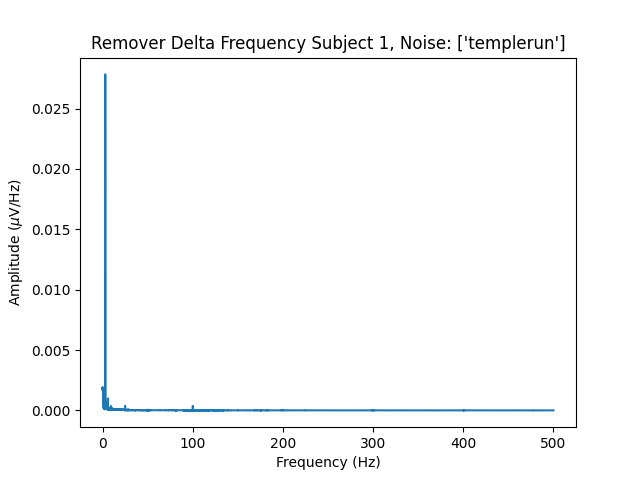 Remover Delta Frequency Subject 1, Noise: ['templerun']
Amplitude (μV/Hz)
0.025
0.020
0.015
0.010
0.005
0.000
0 100 200 300 400 500
Frequency (Hz)